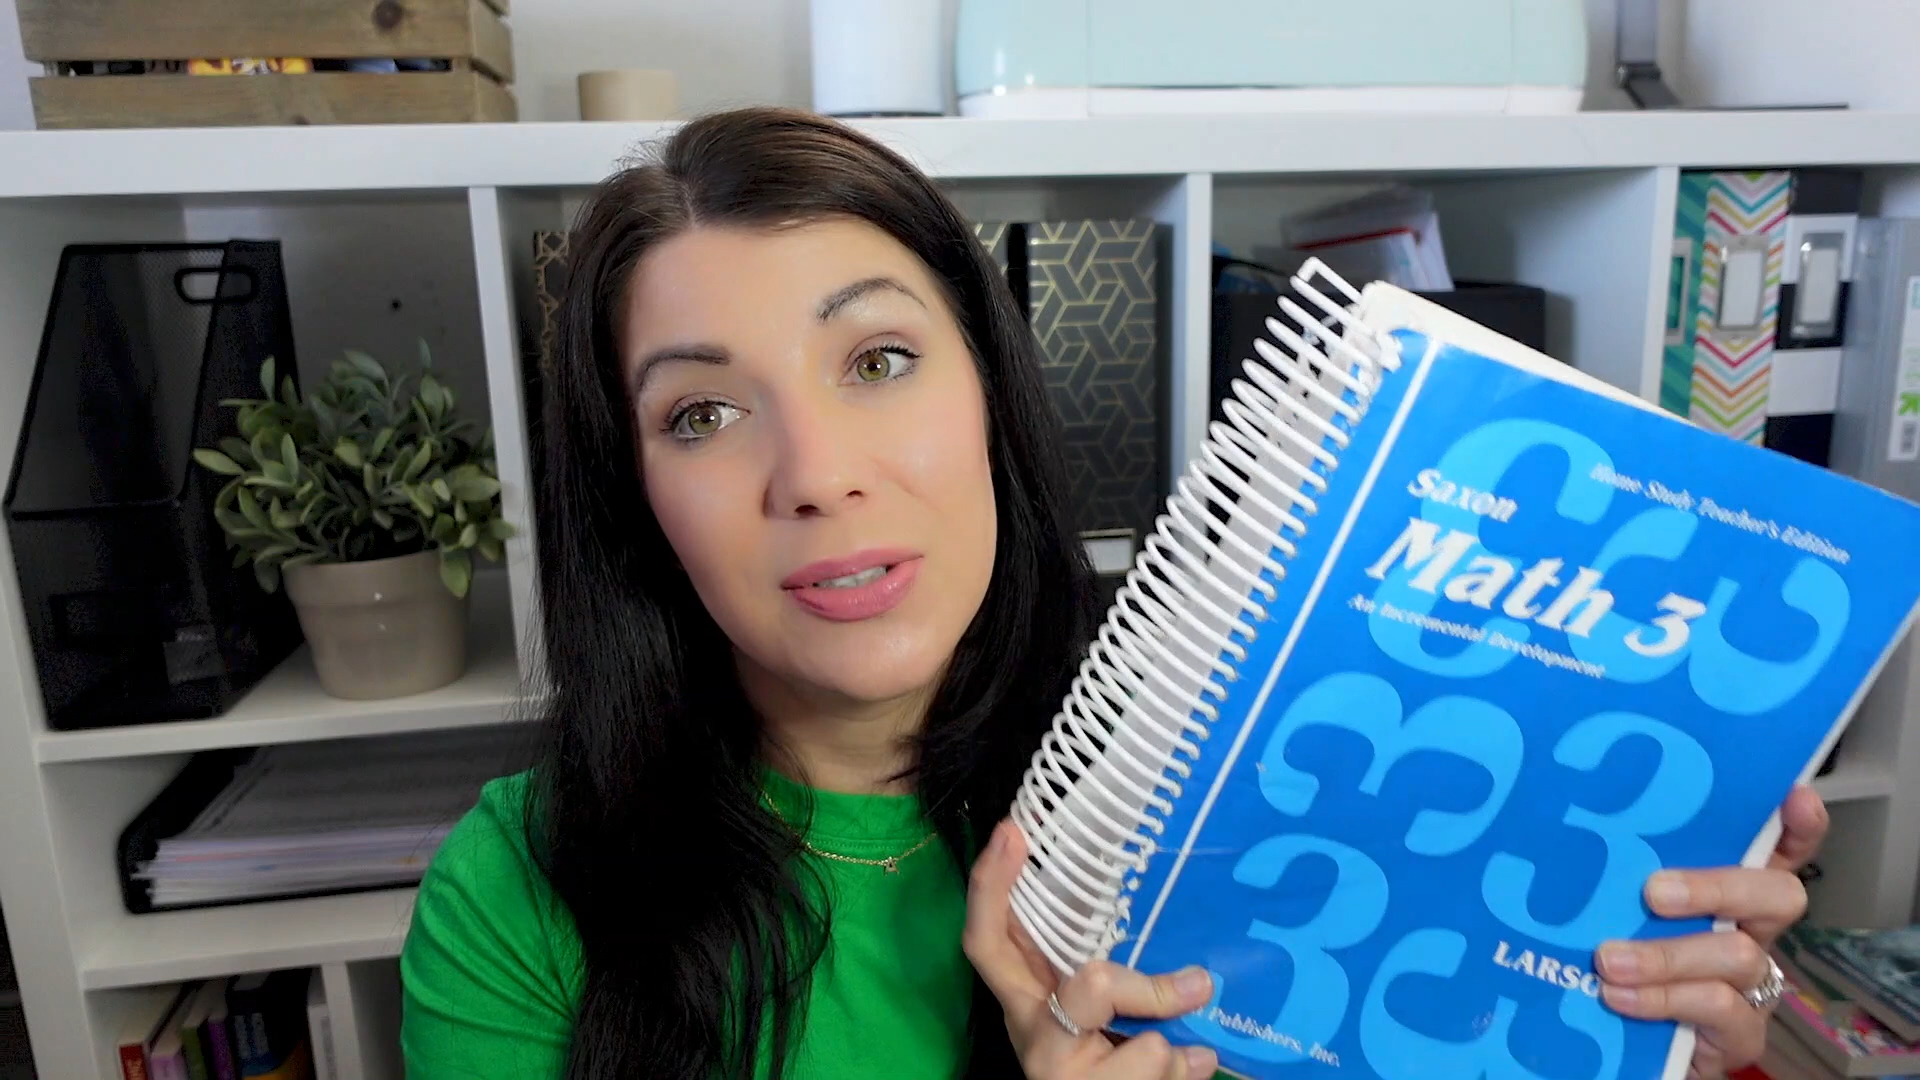 Home Study Teacher's Edition
Saxon
Math 3
An Incremental Development
LARSO
Publishers, Inc.